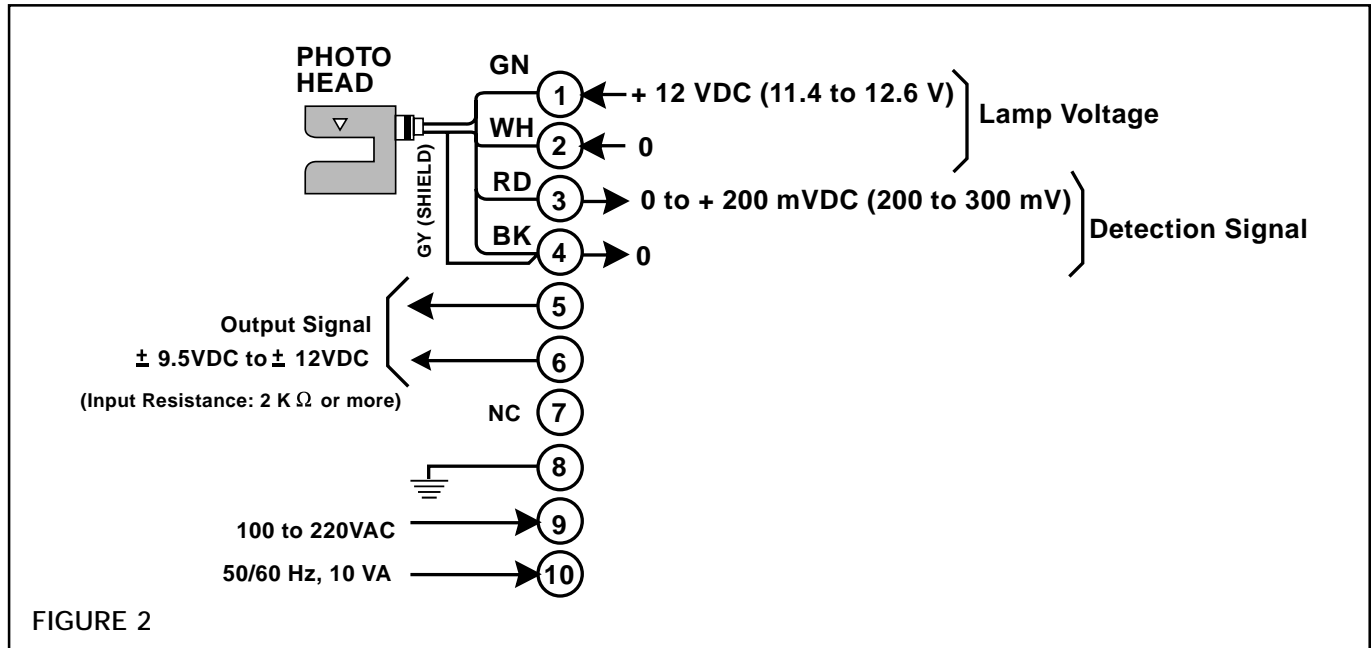 PHOTO
HEAD
GN
1
+ 12 VDC (11.4 to 12.6 V)
Lamp Voltage
WH
2
0
GY (SHIELD)
RD
3
0 to + 200 mVDC (200 to 300 mV)
Detection Signal
BK
4
0
5
Output Signal
± 9.5VDC to ± 12VDC
6
(Input Resistance: 2 K Ω or more)
NC
7
8
100 to 220VAC
9
50/60 Hz, 10 VA
10
FIGURE 2